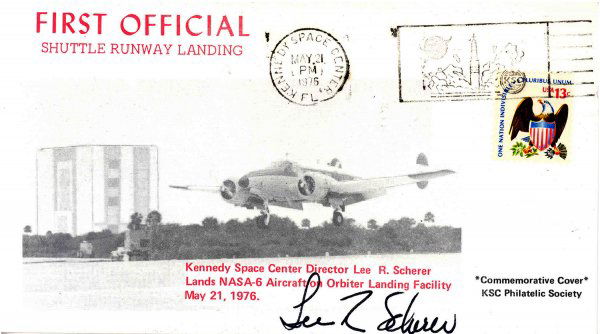 FIRST OFFICIAL
SHUTTLE RUNWAY LANDING
KENNEDY SPACE CENTER,
MAY 21
PM
1976
FL
E PLURIBUS UNUM
USA 13c
ONE NATION INDIVISIBLE
Kennedy Space Center Director Lee R. Scherer
Lands NASA-6 Aircraft on Orbiter Landing Facility
May 21, 1976.
Lee R Scherer
*Commemorative Cover*
KSC Philatelic Society